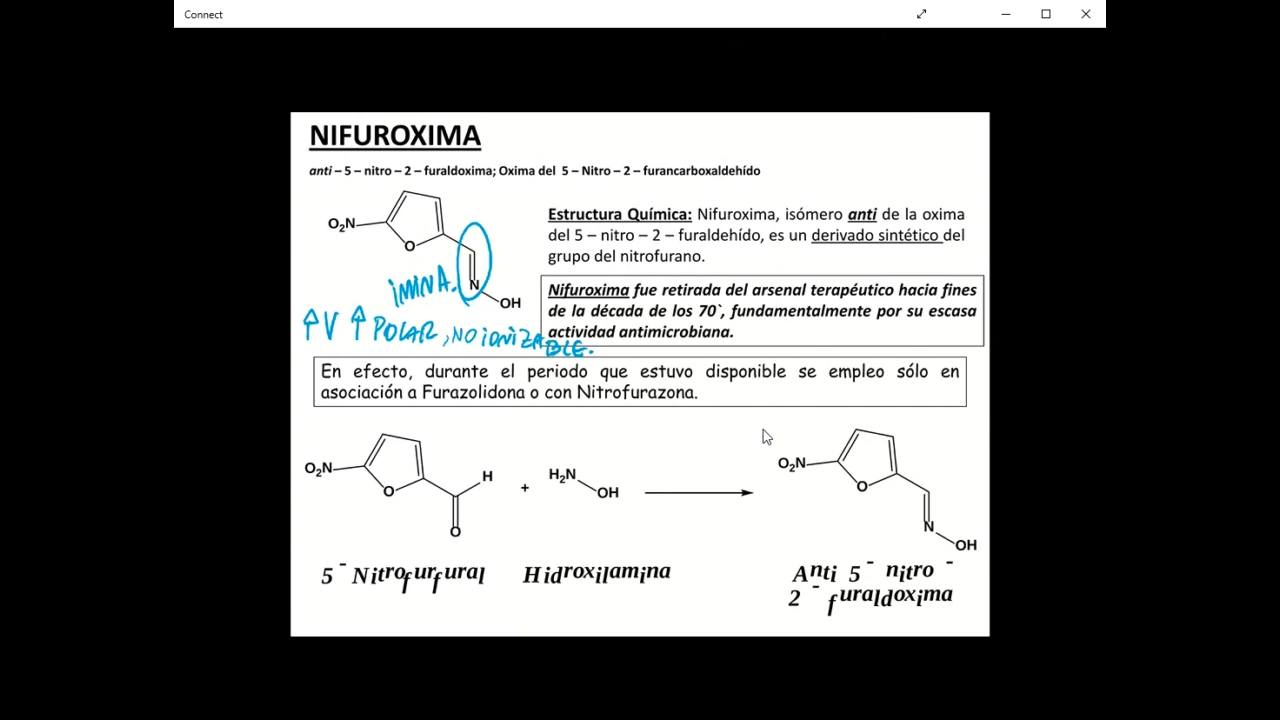 Connect
NIFUROXIMA
anti – 5 – nitro – 2 – furaldoxima; Oxima del 5 – Nitro – 2 – furancarboxaldehído
O₂N
O
N
OH
IMINA.
↑V ↑ POLAR, NO IONIZABLE.
Estructura Química: Nifuroxima, isómero anti de la oxima
del 5 – nitro – 2 – furaldehído, es un derivado sintético del
grupo del nitrofurano.
Nifuroxima fue retirada del arsenal terapéutico hacia fines
de la década de los 70`, fundamentalmente por su escasa
actividad antimicrobiana.
En efecto, durante el periodo que estuvo disponible se empleo sólo en
asociación a Furazolidona o con Nitrofurazona.
O₂N
O
H
O
+
H₂N
OH
O₂N
O
N
OH
5 - Nitrofurfural
Hidroxilamina
Anti 5 - nitro -
2 - furaldoxima